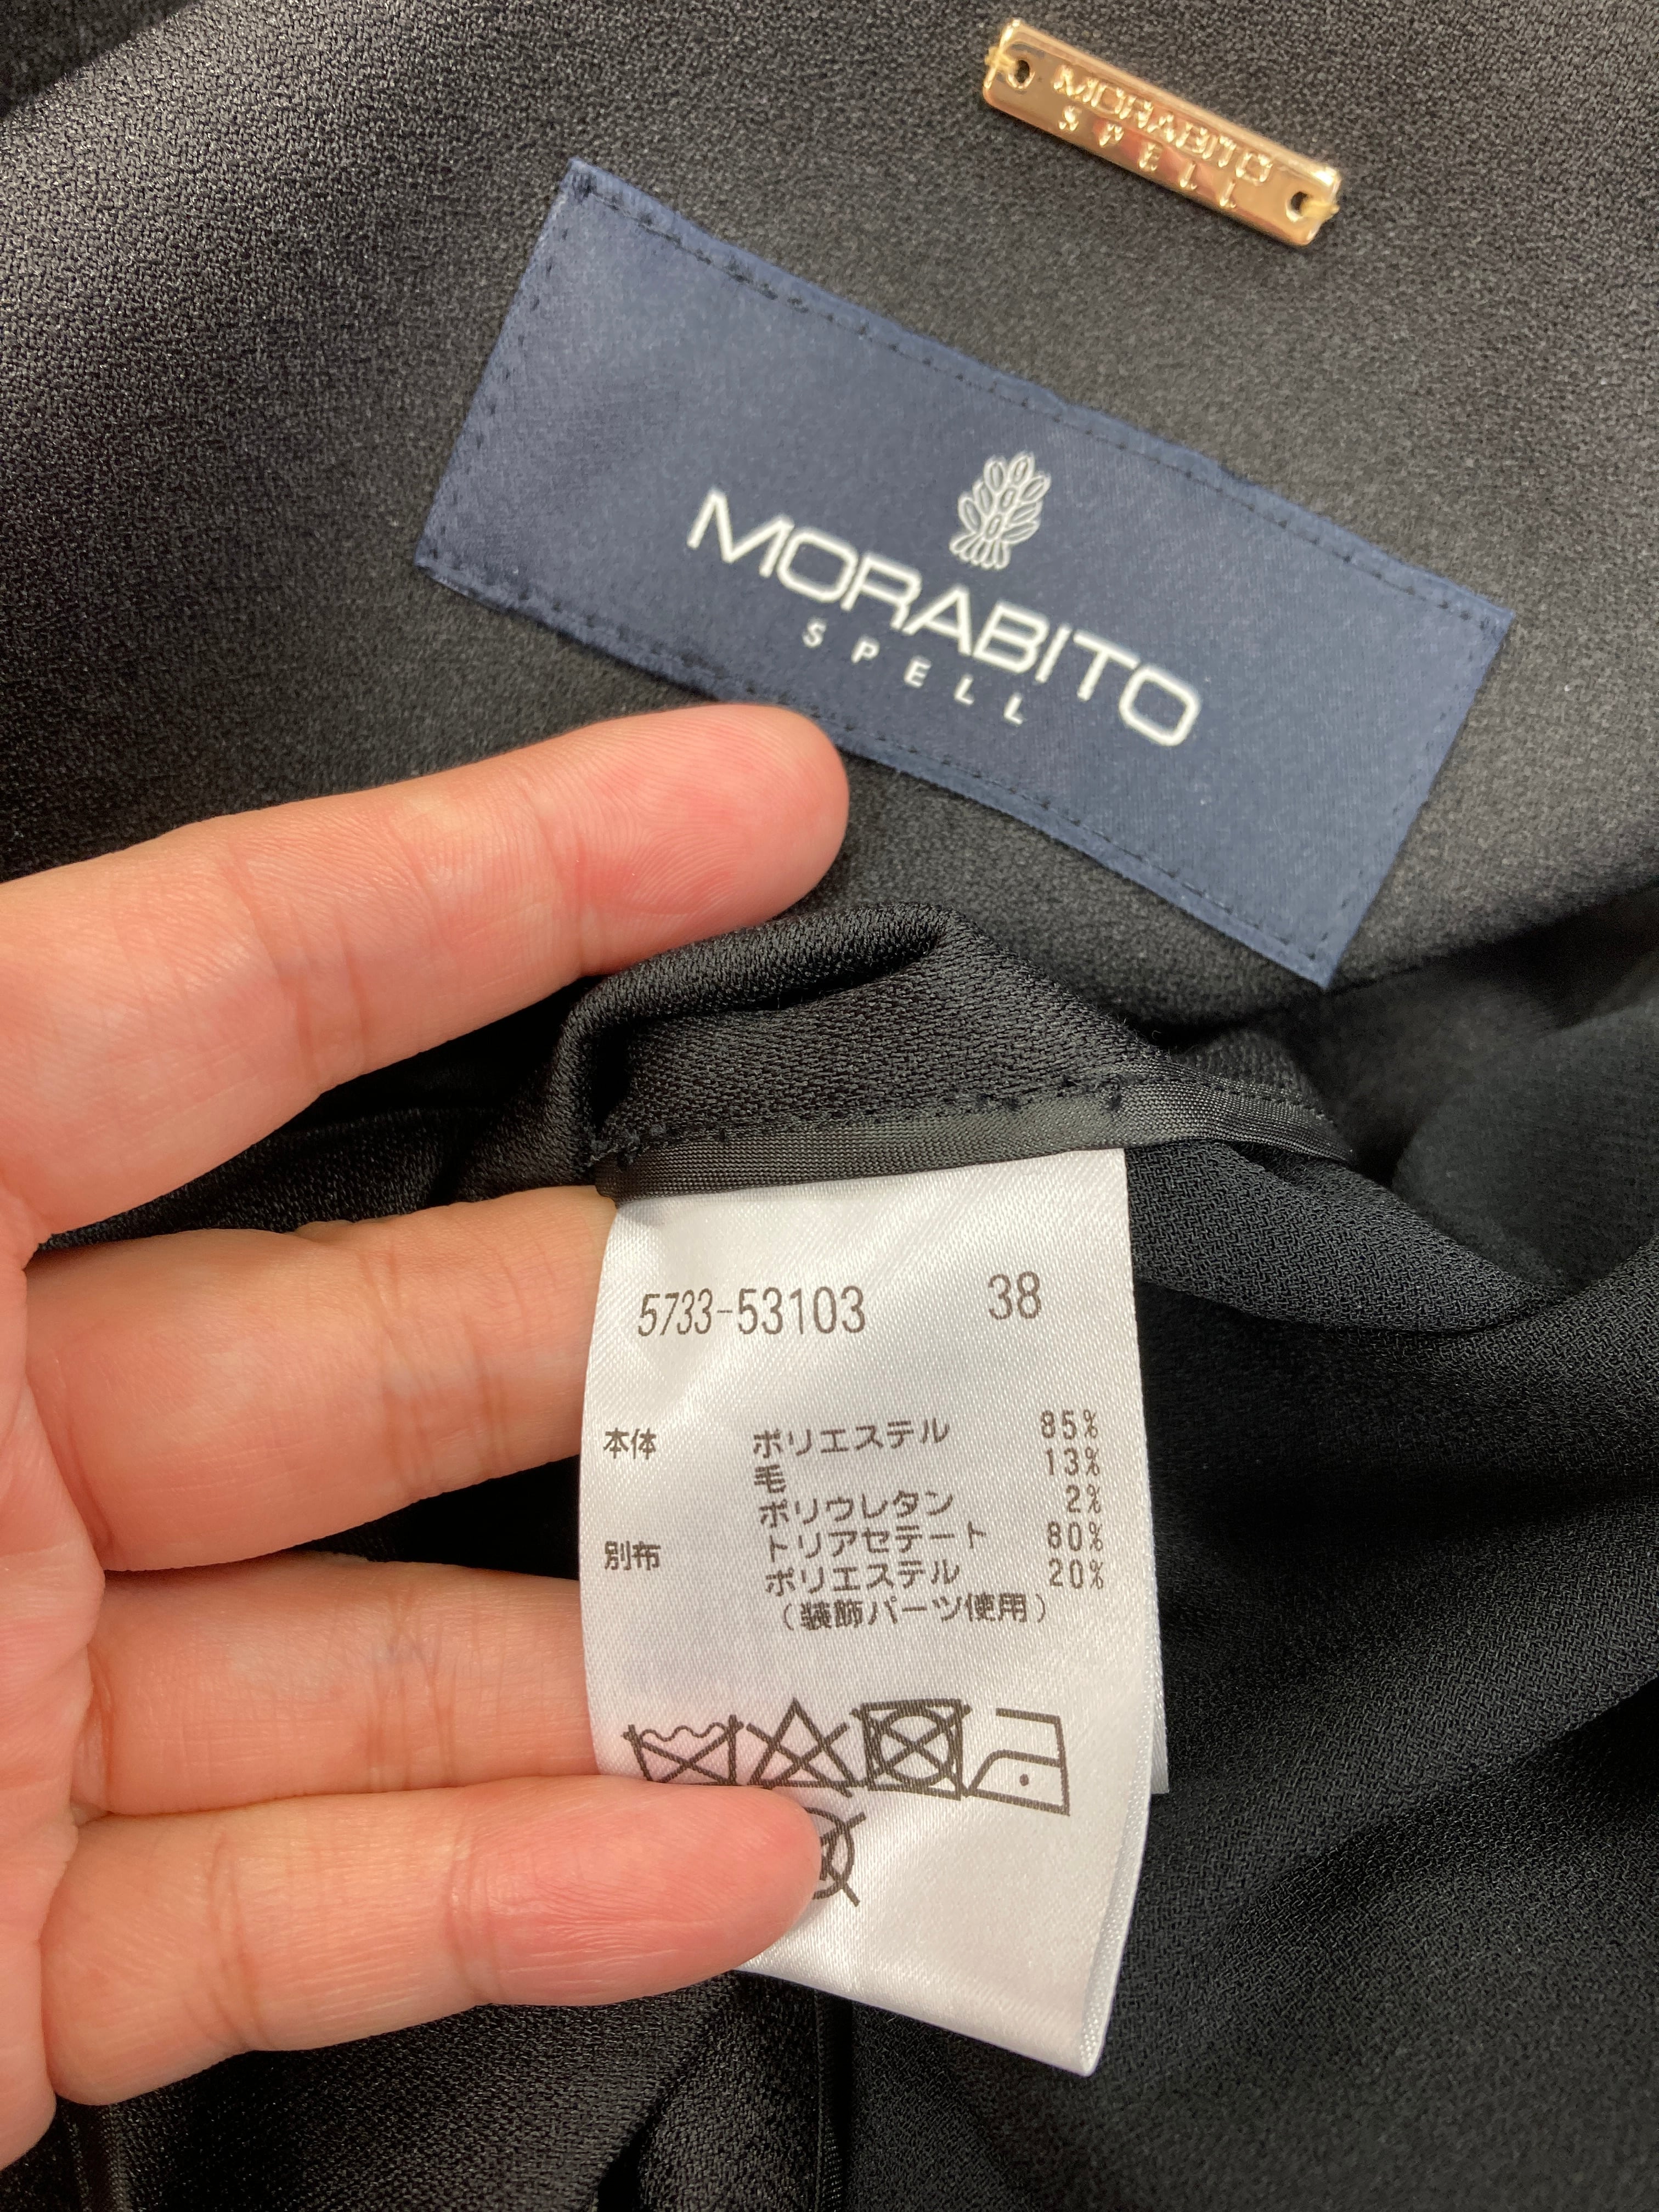 MORABITO
SPELL
MORABITO
SPELL
5733-53103 38
本体 ポリエステル 85%
毛 13%
ポリウレタン 2%
別布 トリアセテート 80%
ポリエステル 20%
(装飾パーツ使用)